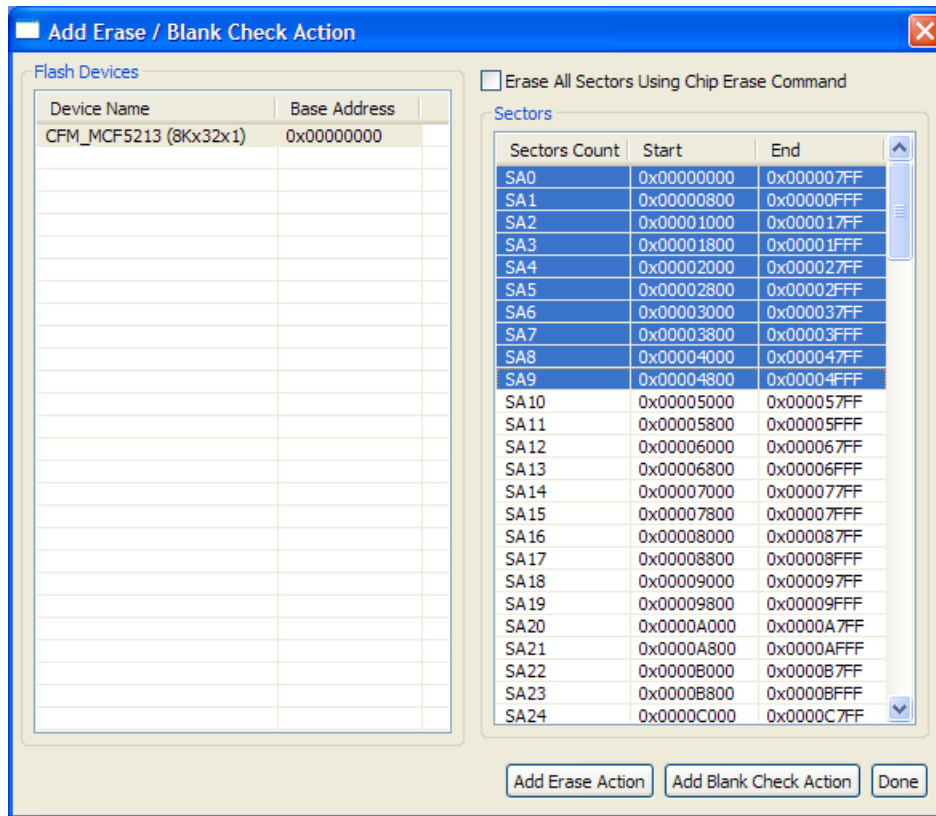 Add Erase / Blank Check Action
Flash Devices
Device Name Base Address
CFM_MCF5213 (8Kx32x1) 0x00000000
Erase All Sectors Using Chip Erase Command
Sectors
Sectors Count Start End
SA0 0x00000000 0x000007FF
SA1 0x00000800 0x00000FFF
SA2 0x00001000 0x000017FF
SA3 0x00001800 0x00001FFF
SA4 0x00002000 0x000027FF
SA5 0x00002800 0x00002FFF
SA6 0x00003000 0x000037FF
SA7 0x00003800 0x00003FFF
SA8 0x00004000 0x000047FF
SA9 0x00004800 0x00004FFF
SA10 0x00005000 0x000057FF
SA11 0x00005800 0x00005FFF
SA12 0x00006000 0x000067FF
SA13 0x00006800 0x00006FFF
SA14 0x00007000 0x000077FF
SA15 0x00007800 0x00007FFF
SA16 0x00008000 0x000087FF
SA17 0x00008800 0x00008FFF
SA18 0x00009000 0x000097FF
SA19 0x00009800 0x00009FFF
SA20 0x0000A000 0x0000A7FF
SA21 0x0000A800 0x0000AFFF
SA22 0x0000B000 0x0000B7FF
SA23 0x0000B800 0x0000BFFF
SA24 0x0000C000 0x0000C7FF
Add Erase Action Add Blank Check Action Done